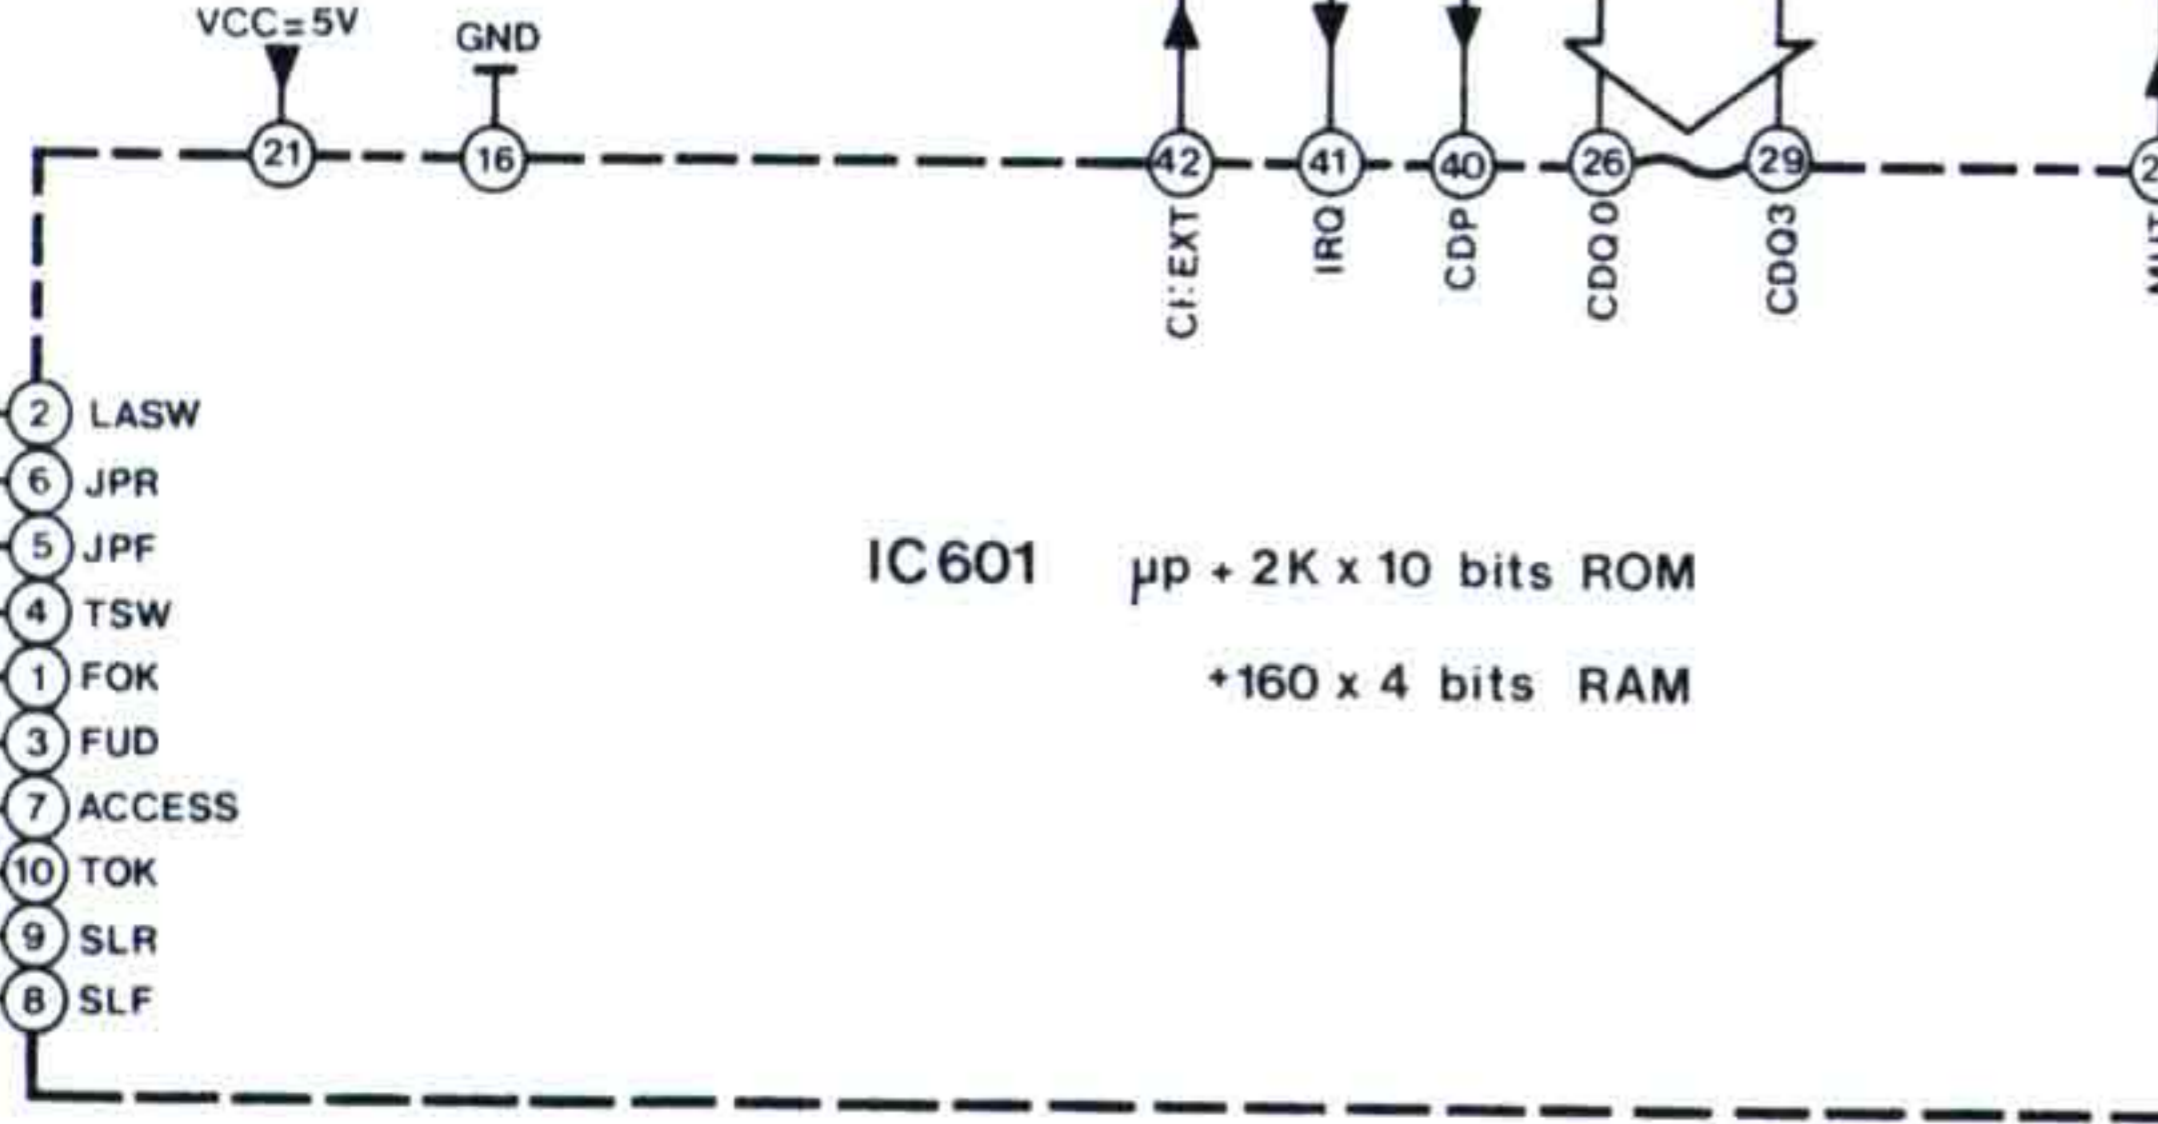 VCC=5V
GND
21
16
42
41
40
26
29
IRQ
CDP
CDQ0
CDQ3
2 LASW
6 JPR
5 JPF
4 TSW
1 FOK
3 FUD
7 ACCESS
10 TOK
9 SLR
8 SLF
IC601 µp + 2K x 10 bits ROM
+160 x 4 bits RAM